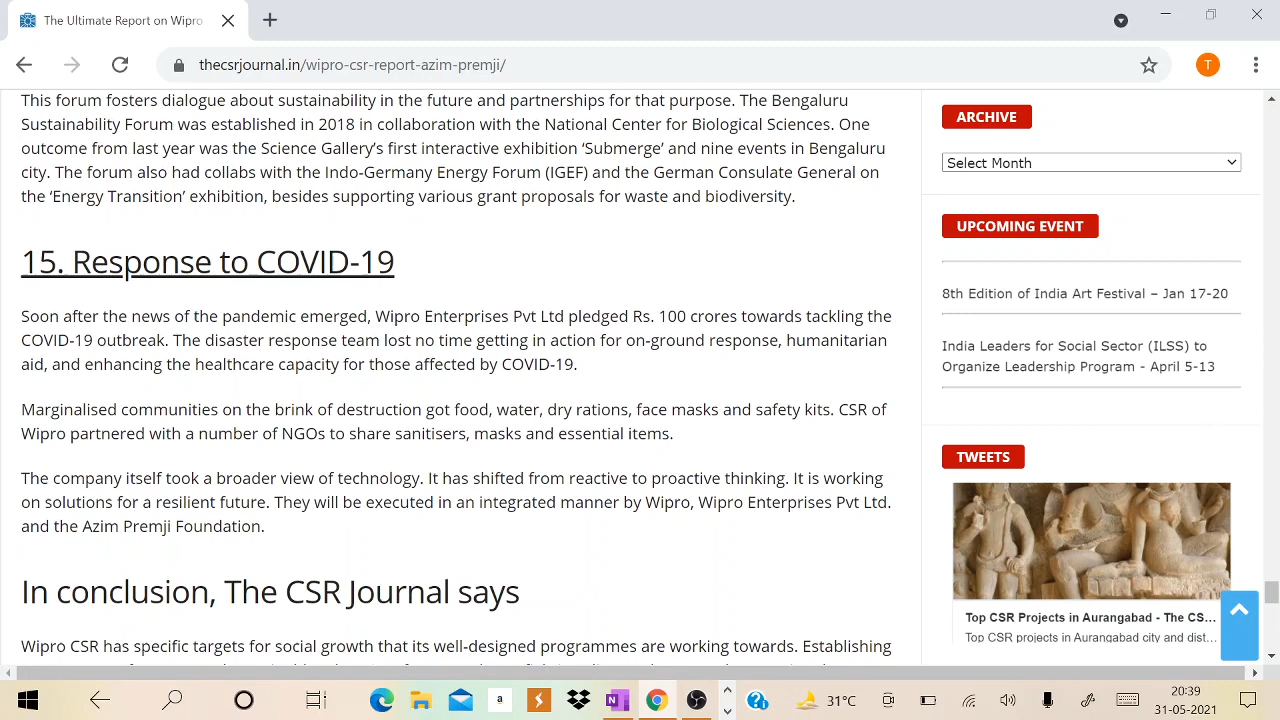 The Ultimate Report on Wipro
thecsrjournal.in/wipro-csr-report-azim-premji/
T
This forum fosters dialogue about sustainability in the future and partnerships for that purpose. The Bengaluru
Sustainability Forum was established in 2018 in collaboration with the National Center for Biological Sciences. One
outcome from last year was the Science Gallery’s first interactive exhibition ‘Submerge’ and nine events in Bengaluru
city. The forum also had collabs with the Indo-Germany Energy Forum (IGEF) and the German Consulate General on
the ‘Energy Transition’ exhibition, besides supporting various grant proposals for waste and biodiversity.
15. Response to COVID-19
Soon after the news of the pandemic emerged, Wipro Enterprises Pvt Ltd pledged Rs. 100 crores towards tackling the
COVID-19 outbreak. The disaster response team lost no time getting in action for on-ground response, humanitarian
aid, and enhancing the healthcare capacity for those affected by COVID-19.
Marginalised communities on the brink of destruction got food, water, dry rations, face masks and safety kits. CSR of
Wipro partnered with a number of NGOs to share sanitisers, masks and essential items.
The company itself took a broader view of technology. It has shifted from reactive to proactive thinking. It is working
on solutions for a resilient future. They will be executed in an integrated manner by Wipro, Wipro Enterprises Pvt Ltd.
and the Azim Premji Foundation.
In conclusion, The CSR Journal says
Wipro CSR has specific targets for social growth that its well-designed programmes are working towards. Establishing
ARCHIVE
Select Month
UPCOMING EVENT
8th Edition of India Art Festival – Jan 17-20
India Leaders for Social Sector (ILSS) to
Organize Leadership Program - April 5-13
TWEETS
Top CSR Projects in Aurangabad - The CS...
Top CSR projects in Aurangabad city and dist...
a
31°C
20:39
31-05-2021